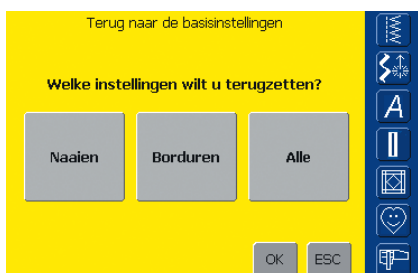 Terug naar de basisinstellingen
Welke instellingen wilt u terugzetten?
Naaien Borduren Alle
OK ESC
A